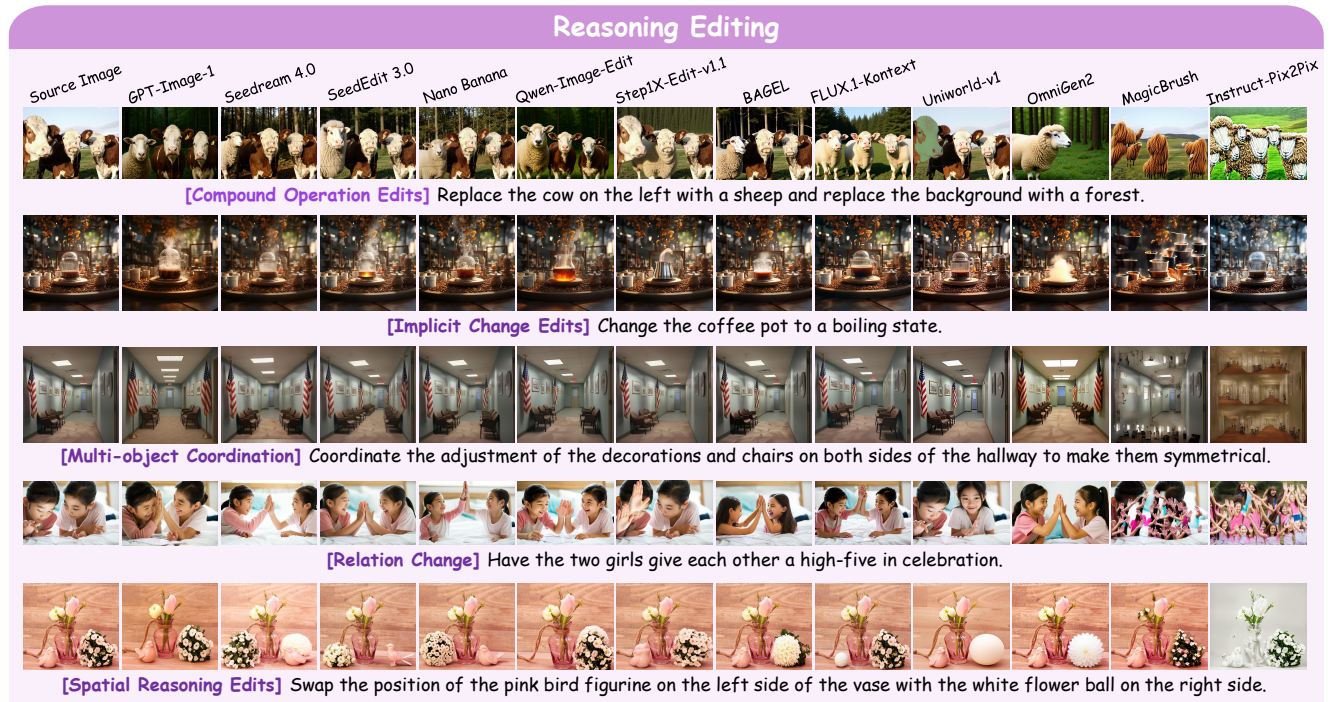 Reasoning Editing
Source Image GPT-Image-1 Seedream 4.0 SeedEdit 3.0 Nano Banana Qwen-Image-Edit Step1X-Edit-v1.1 BAGEL FLUX.1-Kontext Uniworld-v1 OmniGen2 MagicBrush Instruct-Pix2Pix
[Compound Operation Edits] Replace the cow on the left with a sheep and replace the background with a forest.
[Implicit Change Edits] Change the coffee pot to a boiling state.
[Multi-object Coordination] Coordinate the adjustment of the decorations and chairs on both sides of the hallway to make them symmetrical.
[Relation Change] Have the two girls give each other a high-five in celebration.
[Spatial Reasoning Edits] Swap the position of the pink bird figurine on the left side of the vase with the white flower ball on the right side.